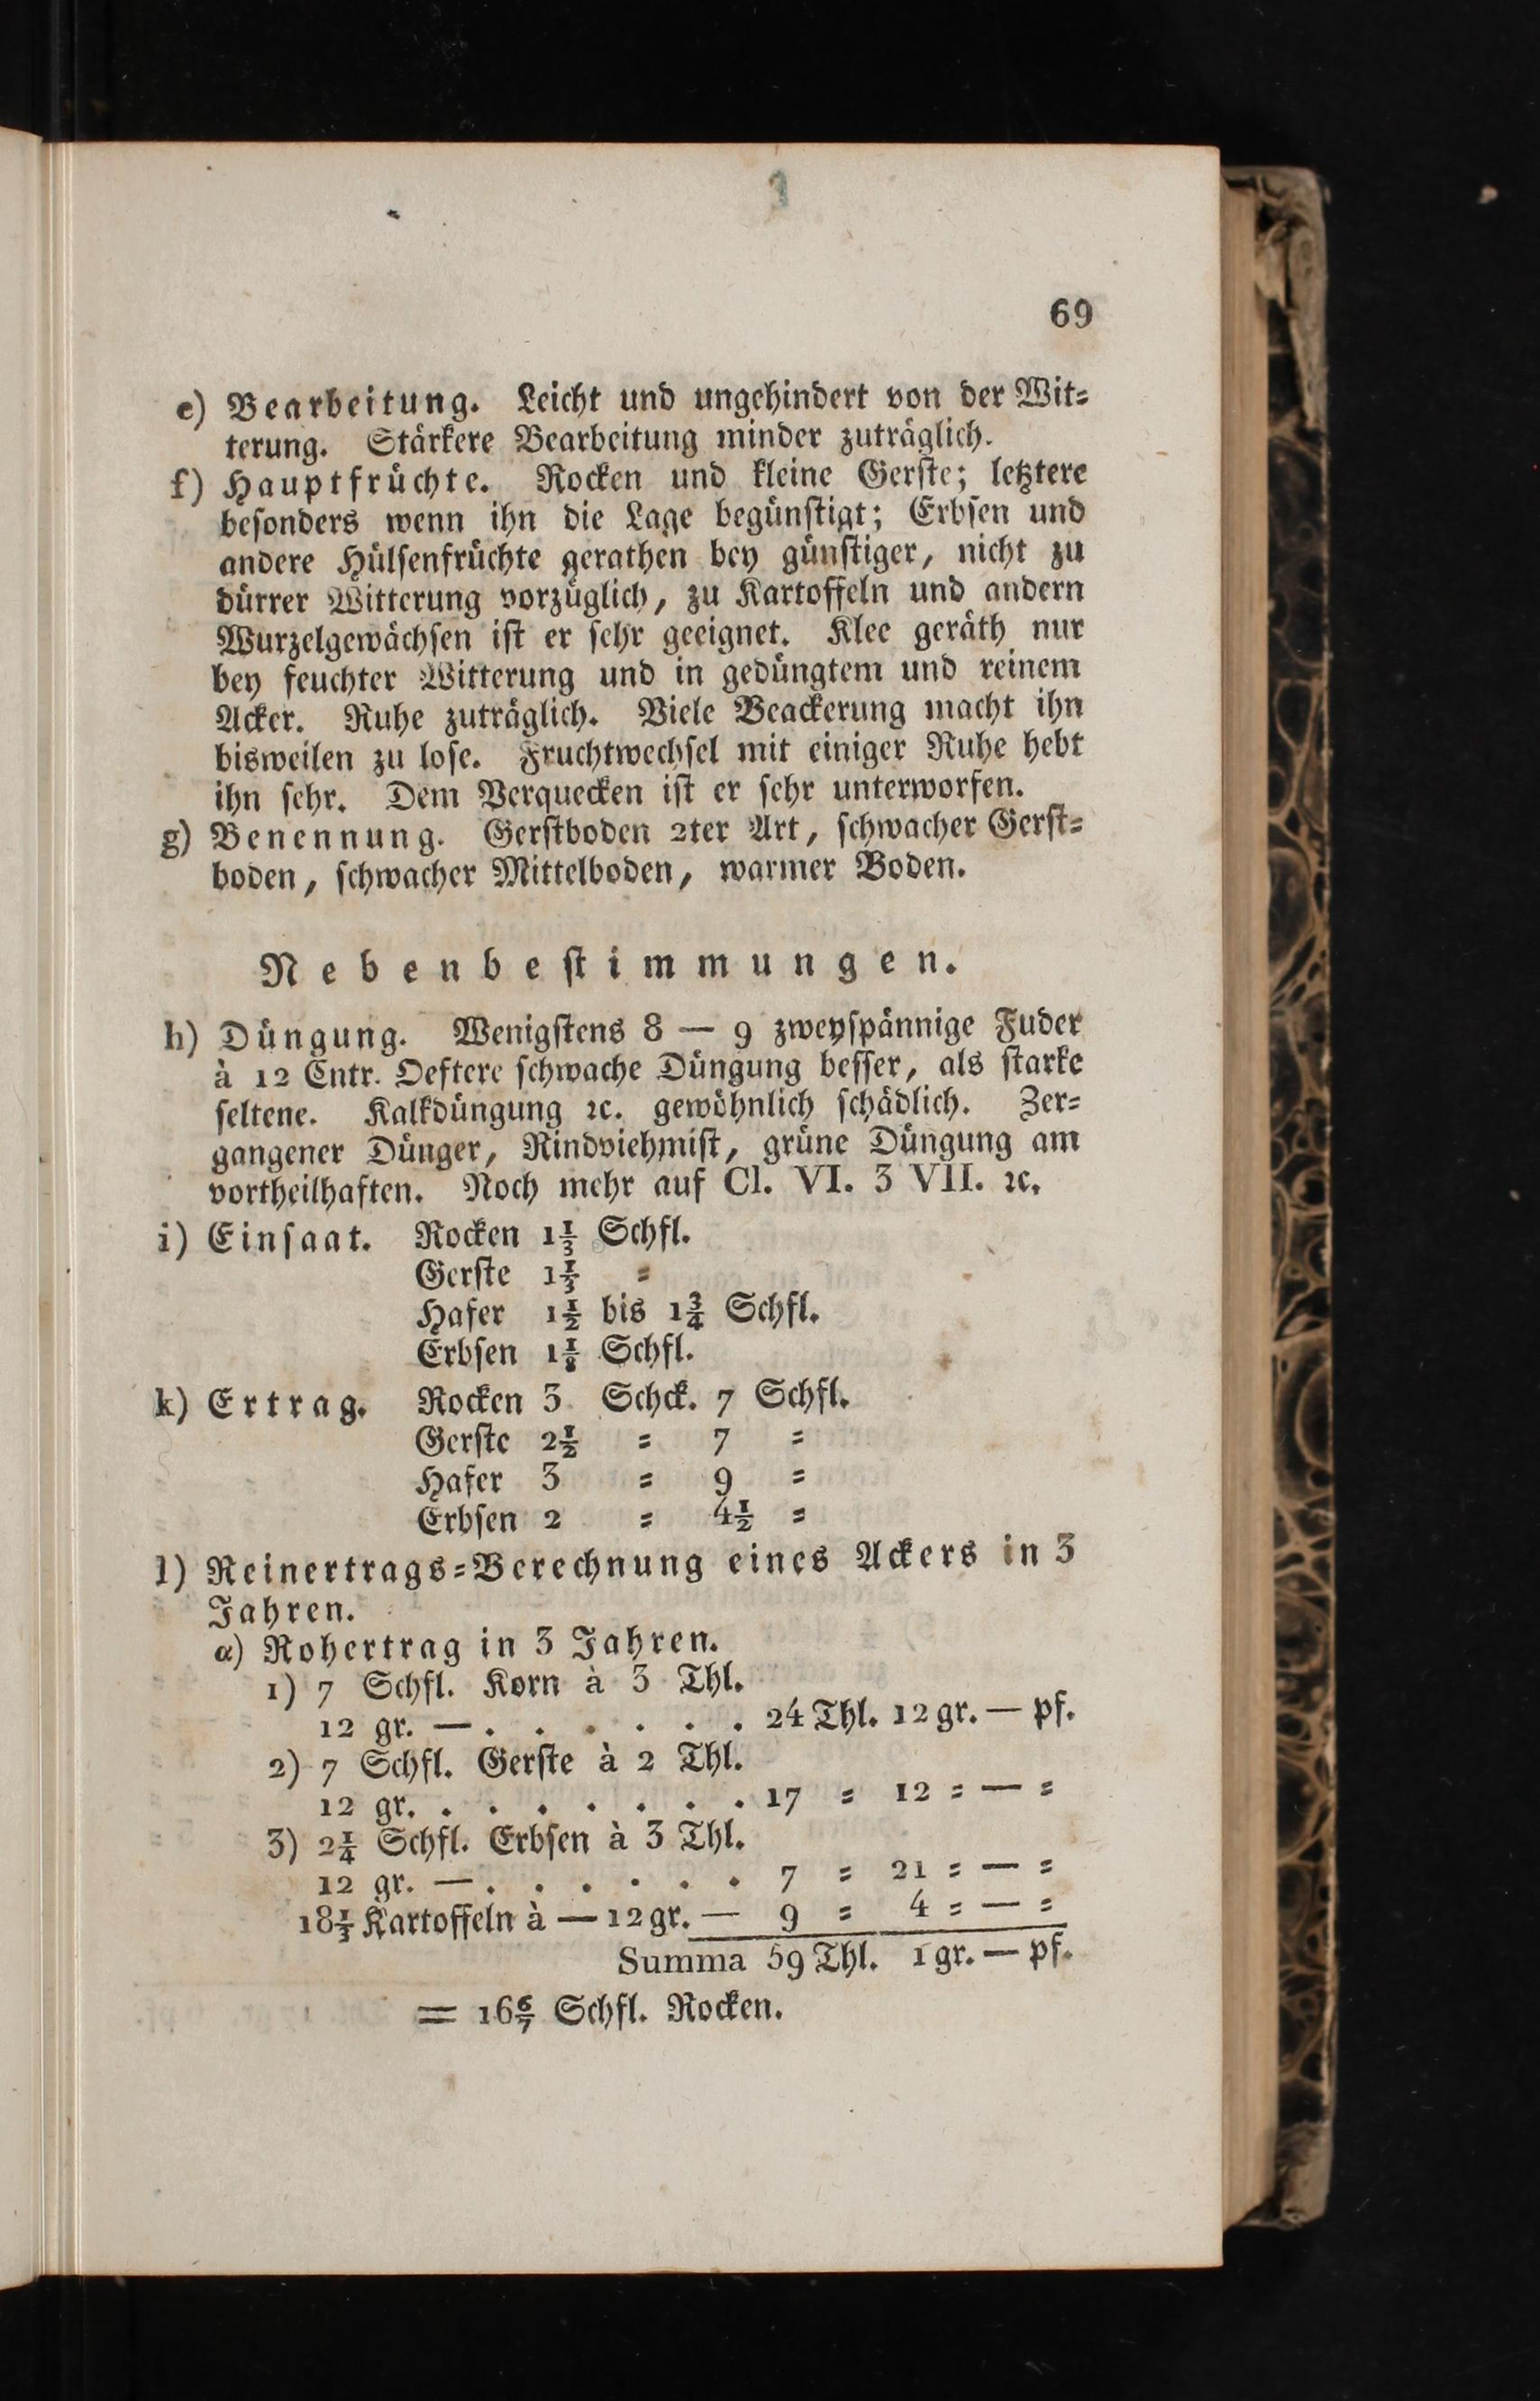 69
e) Bearbeitung. Leicht und ungehindert von der Wit⸗
terung. Stärkere Bearbeitung minder zuträglich.
f) Hauptfrüchte. Rocken und kleine Gerſte; letztere
beſonders wenn ihn die Lage begünſtigt; Erbſen und
andere Hülſenfrüchte gerathen bey günſtiger, nicht zu
dürrer Witterung vorzüglich, zu Kartoffeln und andern
Wurzelgewächſen iſt er ſehr geeignet. Klee geräth nur
bey feuchter Witterung und in gedüngtem und reinem
Acker. Ruhe zuträglich. Viele Beackerung macht ihn
bisweilen zu loſe. Fruchtwechſel mit einiger Ruhe hebt
ihn ſehr. Dem Verquecken iſt er ſehr unterworfen.
g) Benennung. Gerſtboden 2ter Art, ſchwacher Gerſt⸗
boden, ſchwacher Mittelboden, warmer Boden.
Nebenbeſtimmungen.
h) Düngung. Wenigſtens 8 — 9 zweyſpännige Fuder
à 12 Cntr. Oeftere ſchwache Düngung beſſer, als ſtarke
ſeltene. Kalkdüngung ꝛc. gewöhnlich ſchädlich. Zer⸗
gangener Dünger, Rindviehmiſt, grüne Düngung am
vortheilhaften. Noch mehr auf Cl. VI. 3 VII. ꝛc.
i) Einſaat. Rocken 1⅓ Schfl.
Gerſte 1⅓ ⸗
Hafer 1½ bis 1¾ Schfl.
Erbſen 1⅛ Schfl.
k) Ertrag. Rocken 3 Schck. 7 Schfl.
Gerſte 2½ ⸗ 7 ⸗
Hafer 3 ⸗ 9 ⸗
Erbſen 2 ⸗ 4½ ⸗
l) Reinertrags⸗Berechnung eines Ackers in 3
Jahren.
α) Rohertrag in 3 Jahren.
1) 7 Schfl. Korn à 3 Thl.
12 gr. — . . . . . . 24 Thl. 12 gr. — pf.
2) 7 Schfl. Gerſte à 2 Thl.
12 gr. . . . . . . . 17 ⸗ 12 ⸗ — ⸗
3) 2¼ Schfl. Erbſen à 3 Thl.
12 gr. — . . . . . . 7 ⸗ 21 ⸗ — ⸗
18⅓ Kartoffeln à — 12 gr. — 9 ⸗ 4 ⸗ — ⸗
Summa 59 Thl. 1 gr. — pf.
= 16 6/7 Schfl. Rocken.